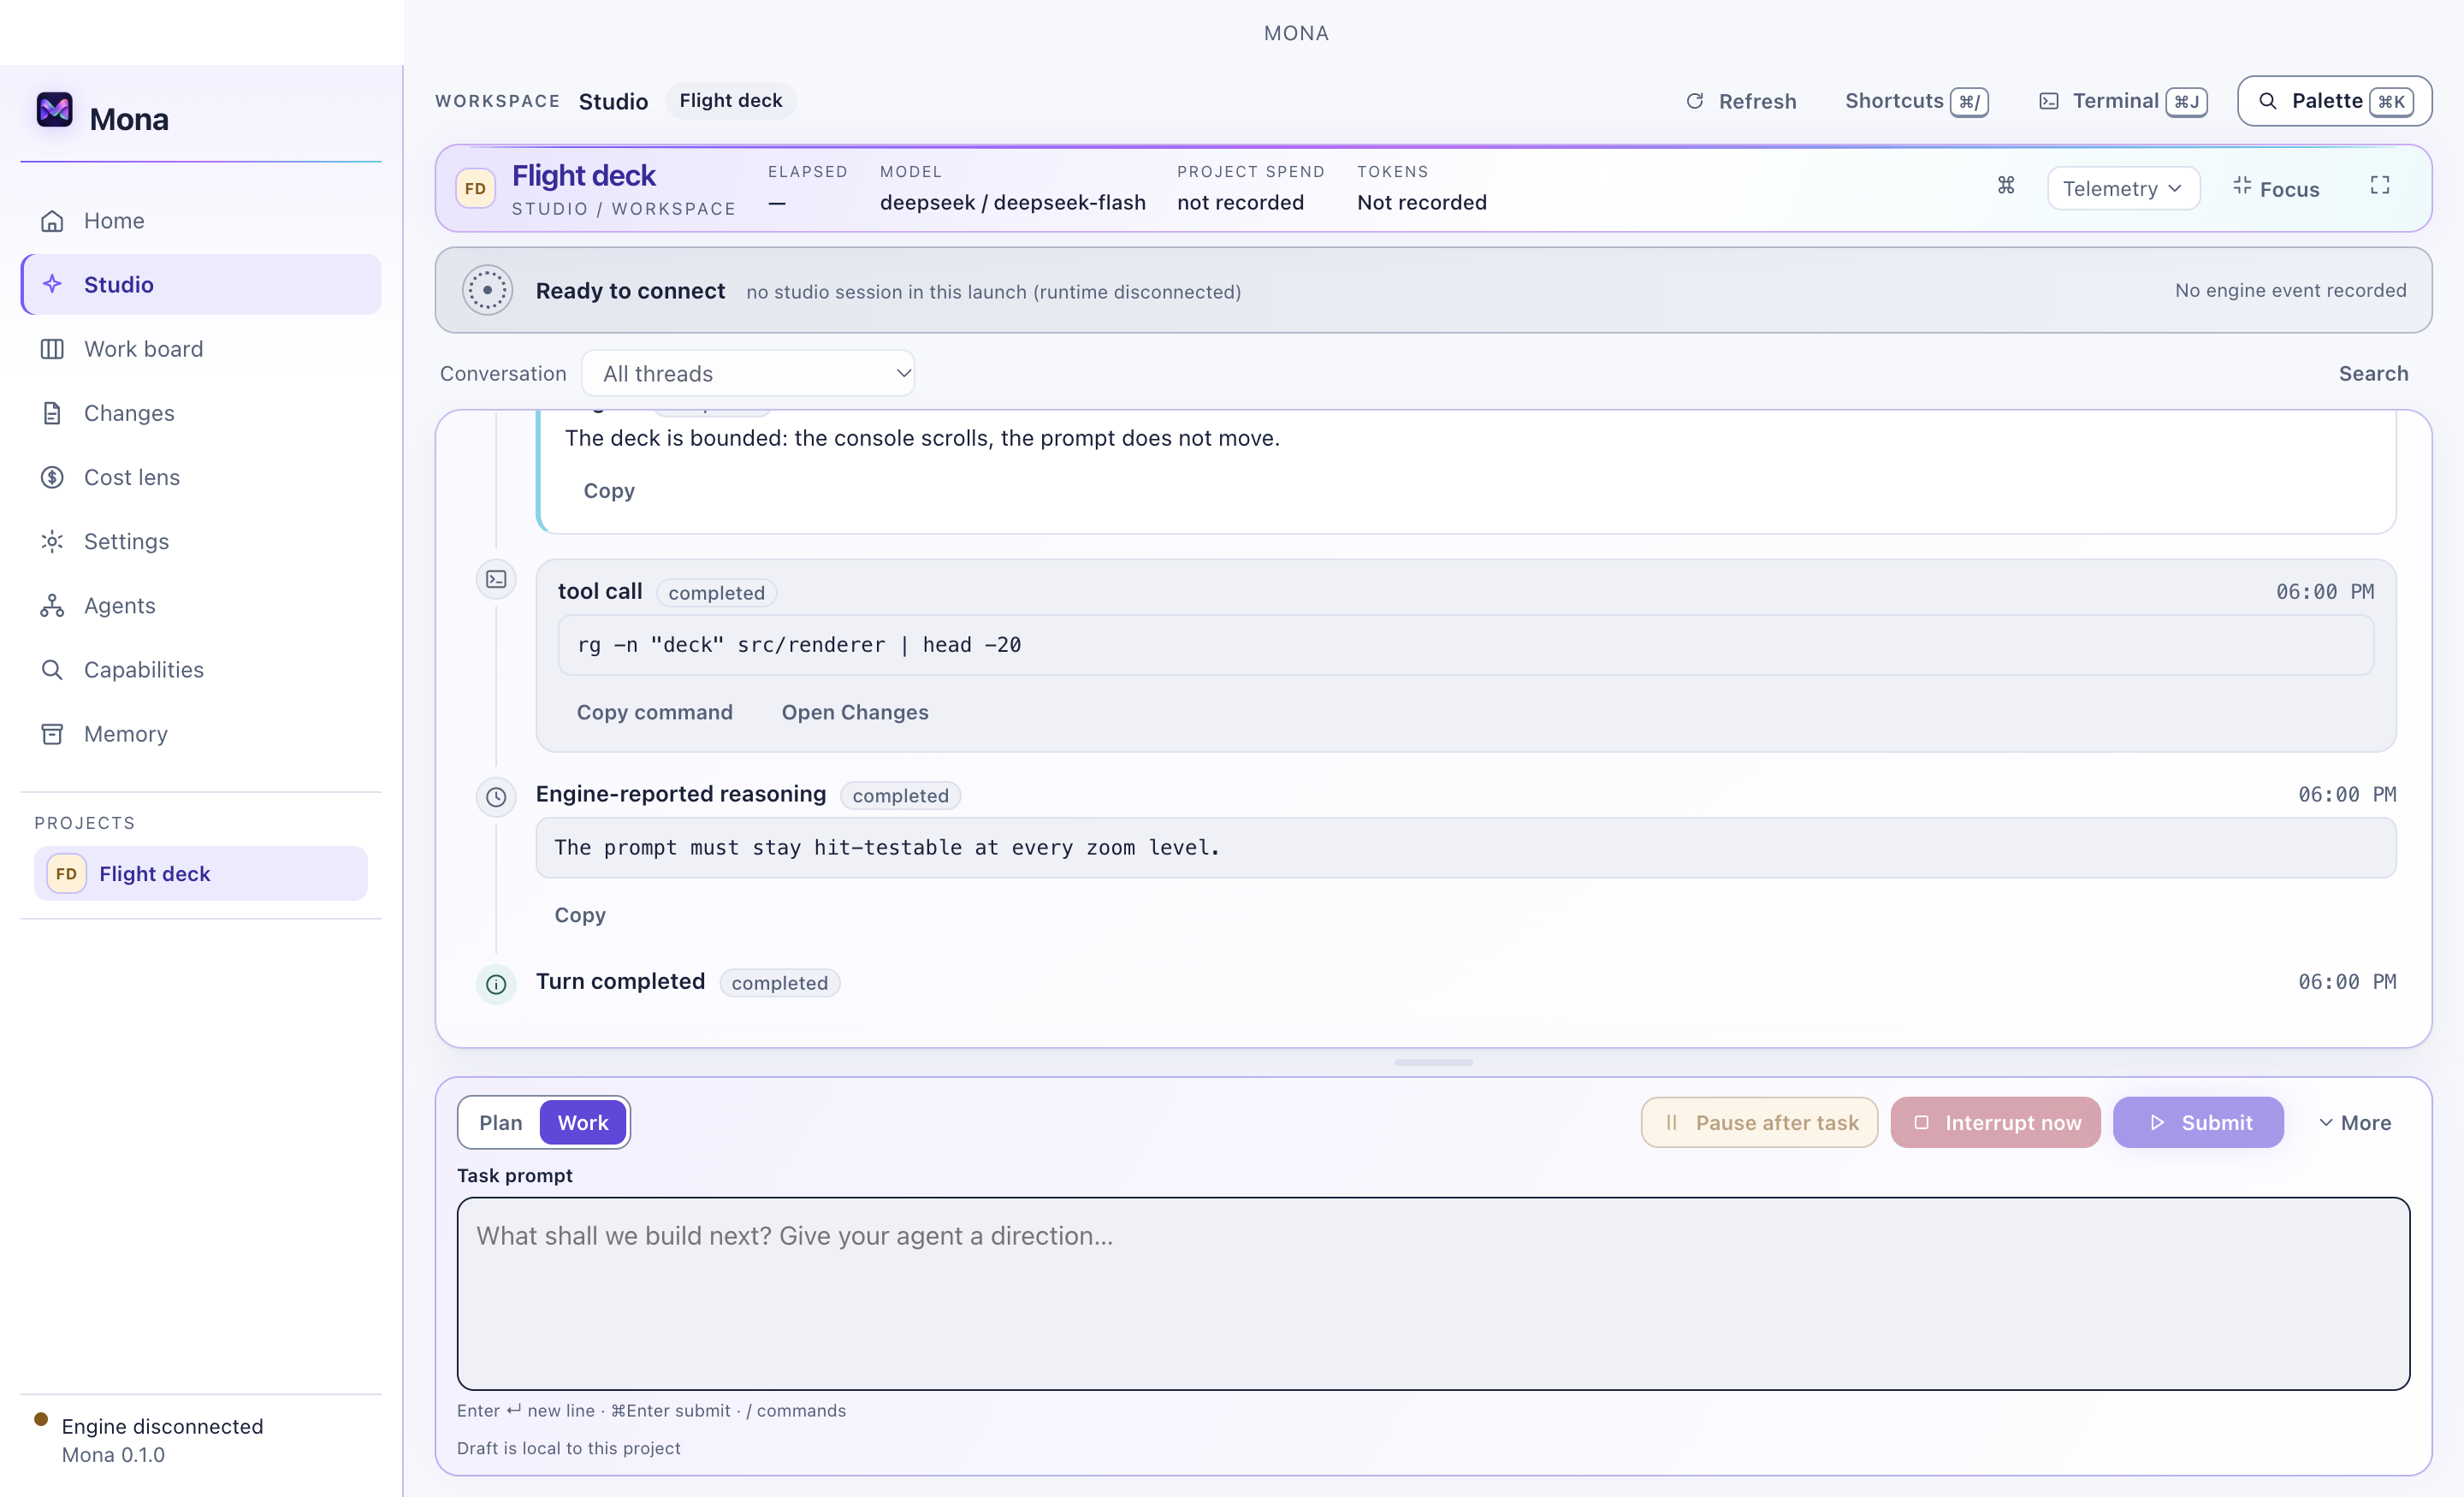 MONA
Mona
Home
Studio
Work board
Changes
Cost lens
Settings
Agents
Capabilities
Memory
PROJECTS
FD Flight deck
Engine disconnected
Mona 0.1.0
WORKSPACE Studio Flight deck
Refresh Shortcuts ⌘/ Terminal ⌘J Palette ⌘K
FD Flight deck
STUDIO / WORKSPACE
ELAPSED
—
MODEL
deepseek / deepseek-flash
PROJECT SPEND
not recorded
TOKENS
Not recorded
⌘ Telemetry Focus
Ready to connect no studio session in this launch (runtime disconnected) No engine event recorded
Conversation All threads Search
The deck is bounded: the console scrolls, the prompt does not move.
Copy
tool call completed 06:00 PM
rg -n "deck" src/renderer | head -20
Copy command Open Changes
Engine-reported reasoning completed 06:00 PM
The prompt must stay hit-testable at every zoom level.
Copy
Turn completed completed 06:00 PM
Plan Work Pause after task Interrupt now Submit More
Task prompt
What shall we build next? Give your agent a direction...
Enter ↵ new line · ⌘Enter submit · / commands
Draft is local to this project